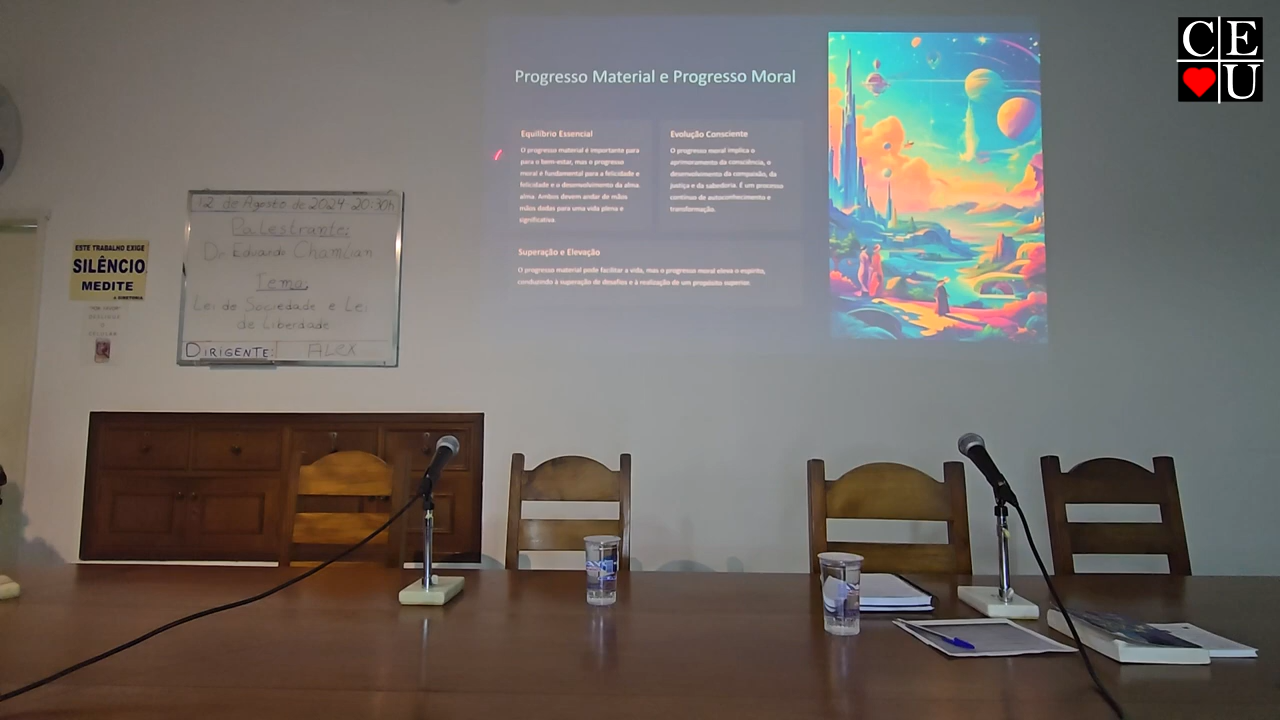 C E
U
Progresso Material e Progresso Moral
Equilíbrio Essencial
O progresso material é importante para
para o bem-estar, mas o progresso
moral é fundamental para a felicidade e
felicidade e o desenvolvimento da alma
alma. Ambos devem andar de mãos
mãos dadas para uma vida plena e
significativa.
Evolução Consciente
O progresso moral implica o
aprimoramento da consciência, o
desenvolvimento da compaixão, da
justiça e da sabedoria. É um processo
contínuo de autoconhecimento e
transformação.
Superação e Elevação
O progresso material pode facilitar a vida, mas o progresso moral eleva o espírito,
conduzindo à superação de desafios e à realização de um propósito superior.
12 de Agosto de 2024-20:30h
Palestrante:
Dr Eduardo Chamlian
Tema:
Lei de Sociedade e Lei
de Liberdade
DIRIGENTE: ALEX
ESTE TRABALHO EXIGE
SILÊNCIO
MEDITE
A DIRETORIA